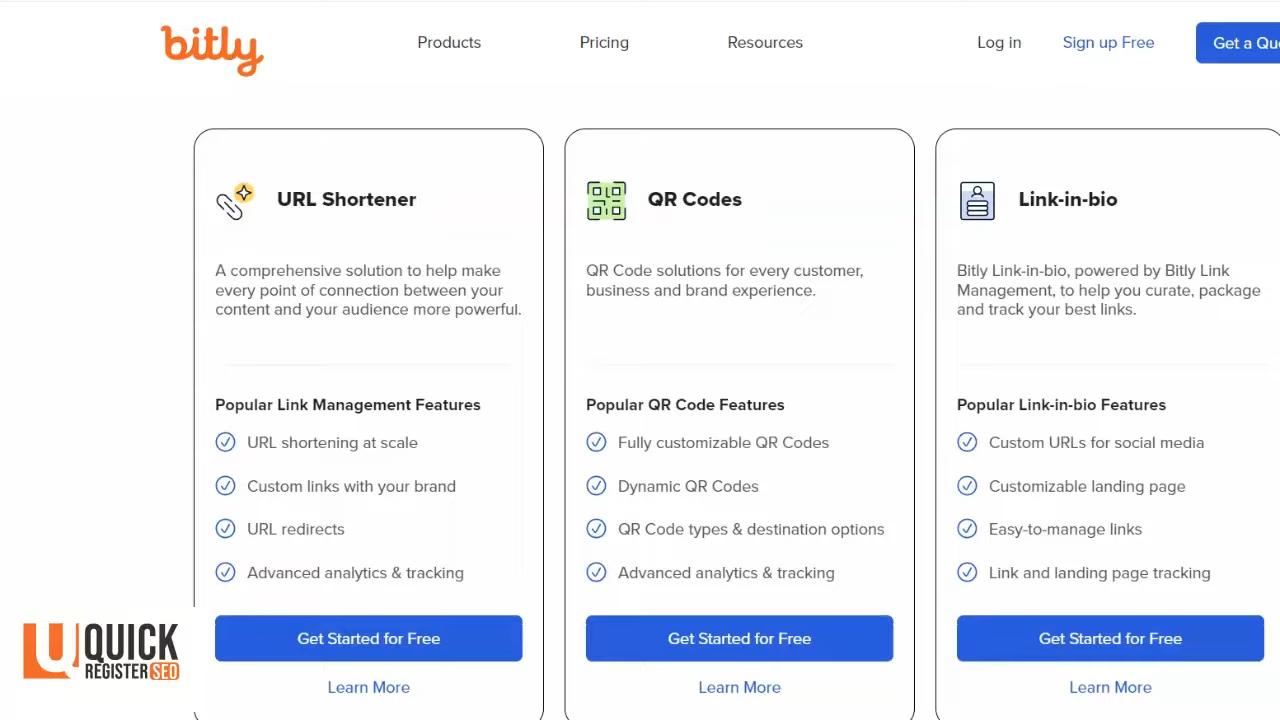 bitly
Products
Pricing
Resources
Log in
Sign up Free
Get a Quo
URL Shortener
A comprehensive solution to help make
every point of connection between your
content and your audience more powerful.
Popular Link Management Features
URL shortening at scale
Custom links with your brand
URL redirects
Advanced analytics & tracking
Get Started for Free
Learn More
QR Codes
QR Code solutions for every customer,
business and brand experience.
Popular QR Code Features
Fully customizable QR Codes
Dynamic QR Codes
QR Code types & destination options
Advanced analytics & tracking
Get Started for Free
Learn More
Link-in-bio
Bitly Link-in-bio, powered by Bitly Link
Management, to help you curate, package
and track your best links.
Popular Link-in-bio Features
Custom URLs for social media
Customizable landing page
Easy-to-manage links
Link and landing page tracking
Get Started for Free
Learn More
QUICK
REGISTER SEO